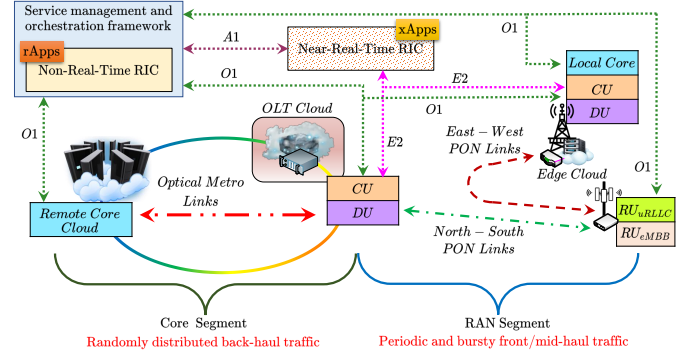 Service management and
orchestration framework
rApps
Non-Real-Time RIC
A1
xApps
Near-Real-Time RIC
O1
O1
O1
E2
O1
Local Core
CU
DU
OLT Cloud
E2
East-West
PON Links
Edge Cloud
O1
Optical Metro
Links
CU
DU
Remote Core
Cloud
North-South
PON Links
RU_uRLLC
RU_eMBB
Core Segment
Randomly distributed back-haul traffic
RAN Segment
Periodic and bursty front/mid-haul traffic